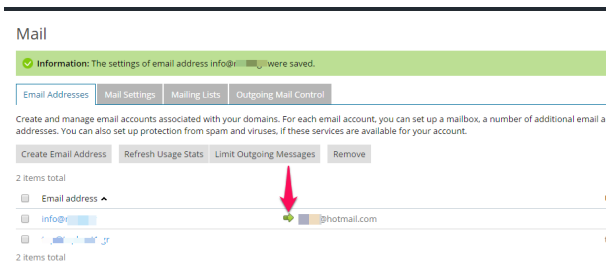 Mail
Information: The settings of email address info@ were saved.
Email Addresses Mail Settings Mailing Lists Outgoing Mail Control
Create and manage email accounts associated with your domains. For each email account, you can set up a mailbox, a number of additional email a
addresses. You can also set up protection from spam and viruses, if these services are available for your account.
Create Email Address Refresh Usage Stats Limit Outgoing Messages Remove
2 items total
Email address
info@ @hotmail.com
2 items total